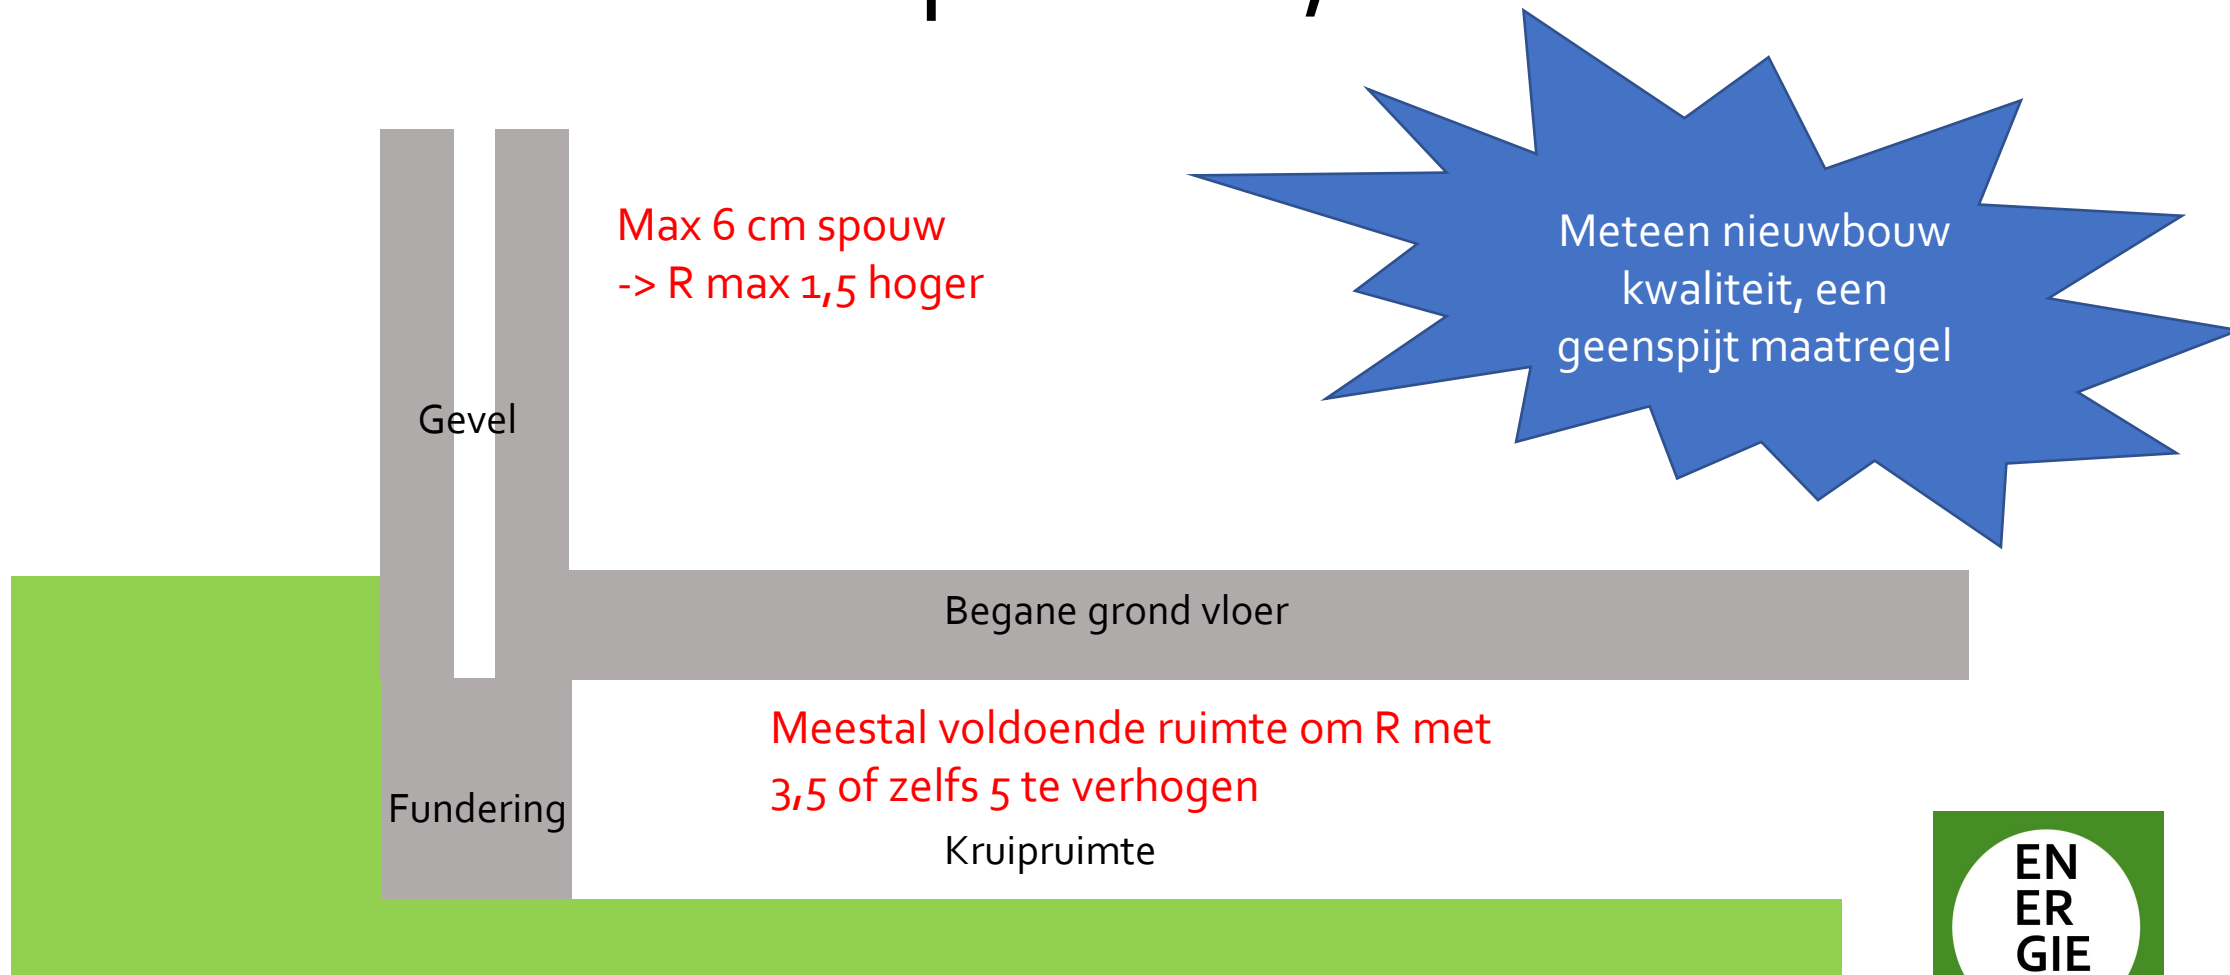 Max 6 cm spouw
-> R max 1,5 hoger
Meteen nieuwbouw
kwaliteit, een
geenspijt maatregel
Gevel
Begane grond vloer
Meestal voldoende ruimte om R met
3,5 of zelfs 5 te verhogen
Fundering
Kruipruimte
EN
ER
GIE